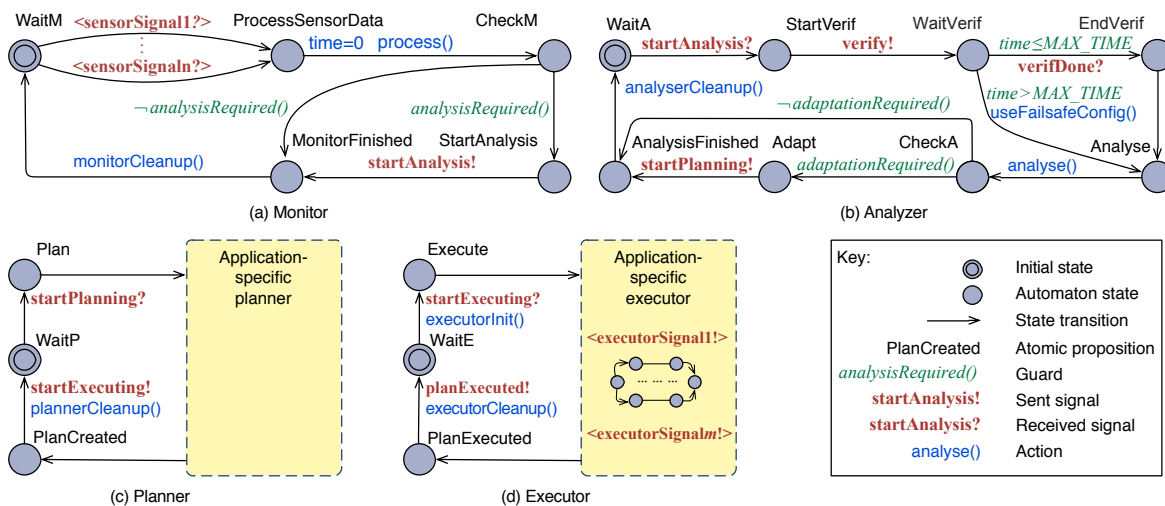 WaitM
<sensorSignal1?>
⋮
<sensorSignaln?>
ProcessSensorData
time=0 process()
CheckM
¬analysisRequired()
analysisRequired()
MonitorFinished
StartAnalysis
monitorCleanup()
startAnalysis!
(a) Monitor
WaitA
startAnalysis?
StartVerif
verify!
WaitVerif
EndVerif
time≤MAX_TIME
verifDone?
time>MAX_TIME
useFailsafeConfig()
analyserCleanup()
¬adaptationRequired()
AnalysisFinished
Adapt
CheckA
Analyse
startPlanning!
adaptationRequired()
analyse()
(b) Analyzer
Plan
startPlanning?
WaitP
startExecuting!
plannerCleanup()
PlanCreated
Application-
specific
planner
(c) Planner
Execute
startExecuting?
executorInit()
WaitE
planExecuted!
executorCleanup()
PlanExecuted
Application-
specific
executor
<executorSignal1!>
... ... ...
<executorSignalm!>
(d) Executor
Key:
Initial state
Automaton state
State transition
PlanCreated Atomic proposition
analysisRequired() Guard
startAnalysis! Sent signal
startAnalysis? Received signal
analyse() Action